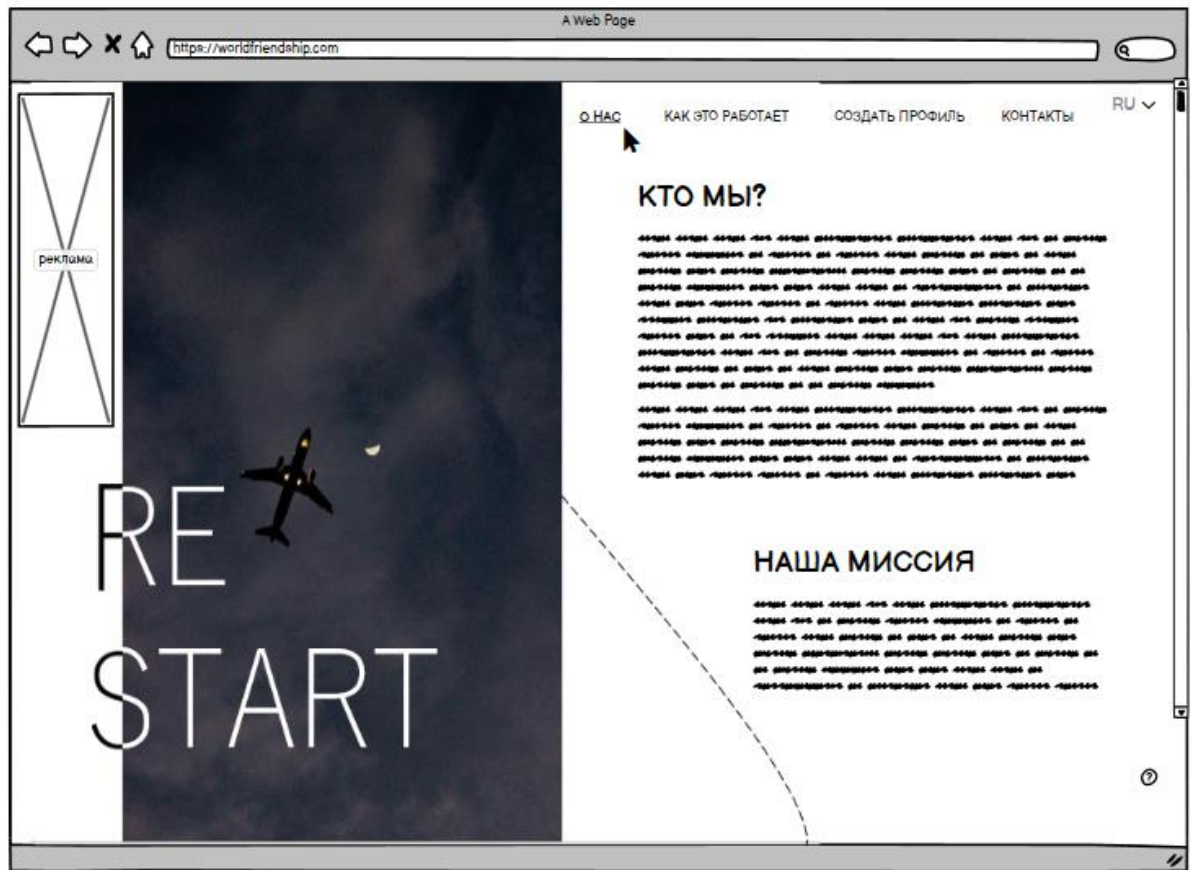 A Web Page
https://worldfriendship.com
О НАС КАК ЭТО РАБОТАЕТ СОЗДАТЬ ПРОФИЛЬ КОНТАКТЫ RU
реклама
RE
START
КТО МЫ?
НАША МИССИЯ
?